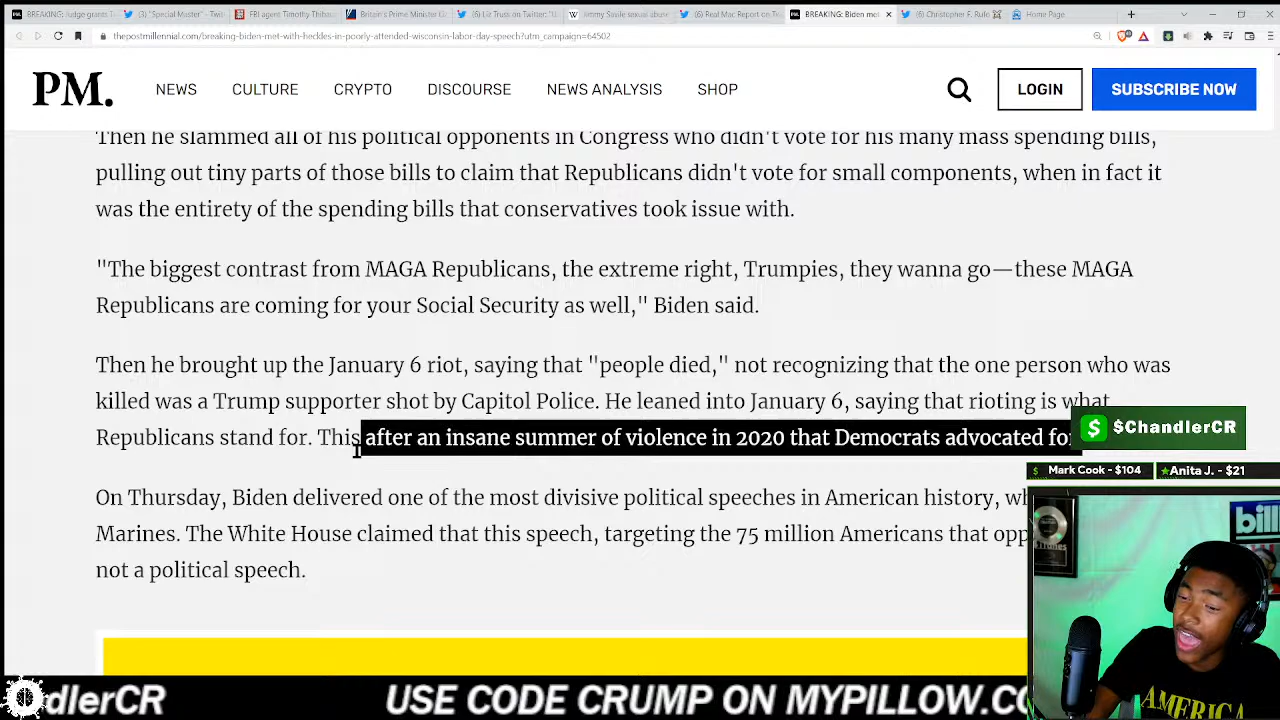 BREAKING: Judge grants T
(3) "Special Master" - Twit
FBI agent Timothy Thibau
Britain's Prime Minister Li
(6) Liz Truss on Twitter: "I
Jimmy Savile sexual abuse
(6) Real Mac Report on Tw
BREAKING: Biden met
(6) Christopher F. Rufo
Home Page
thepostmillennial.com/breaking-biden-met-with-heckles-in-poorly-attended-wisconsin-labor-day-speech?utm_campaign=64502
PM.
NEWS
CULTURE
CRYPTO
DISCOURSE
NEWS ANALYSIS
SHOP
LOGIN
SUBSCRIBE NOW
Then he slammed all of his political opponents in Congress who didn't vote for his many mass spending bills,
pulling out tiny parts of those bills to claim that Republicans didn't vote for small components, when in fact it
was the entirety of the spending bills that conservatives took issue with.
"The biggest contrast from MAGA Republicans, the extreme right, Trumpies, they wanna go—these MAGA
Republicans are coming for your Social Security as well," Biden said.
Then he brought up the January 6 riot, saying that "people died," not recognizing that the one person who was
killed was a Trump supporter shot by Capitol Police. He leaned into January 6, saying that rioting is what
Republicans stand for. This after an insane summer of violence in 2020 that Democrats advocated for
$ChandlerCR
Mark Cook - $104
Anita J. - $21
On Thursday, Biden delivered one of the most divisive political speeches in American history,
Marines. The White House claimed that this speech, targeting the 75 million Americans that
not a political speech.
bill
AMERICA
ndlerCR
USE CODE CRUMP ON MYPILLOW.CO